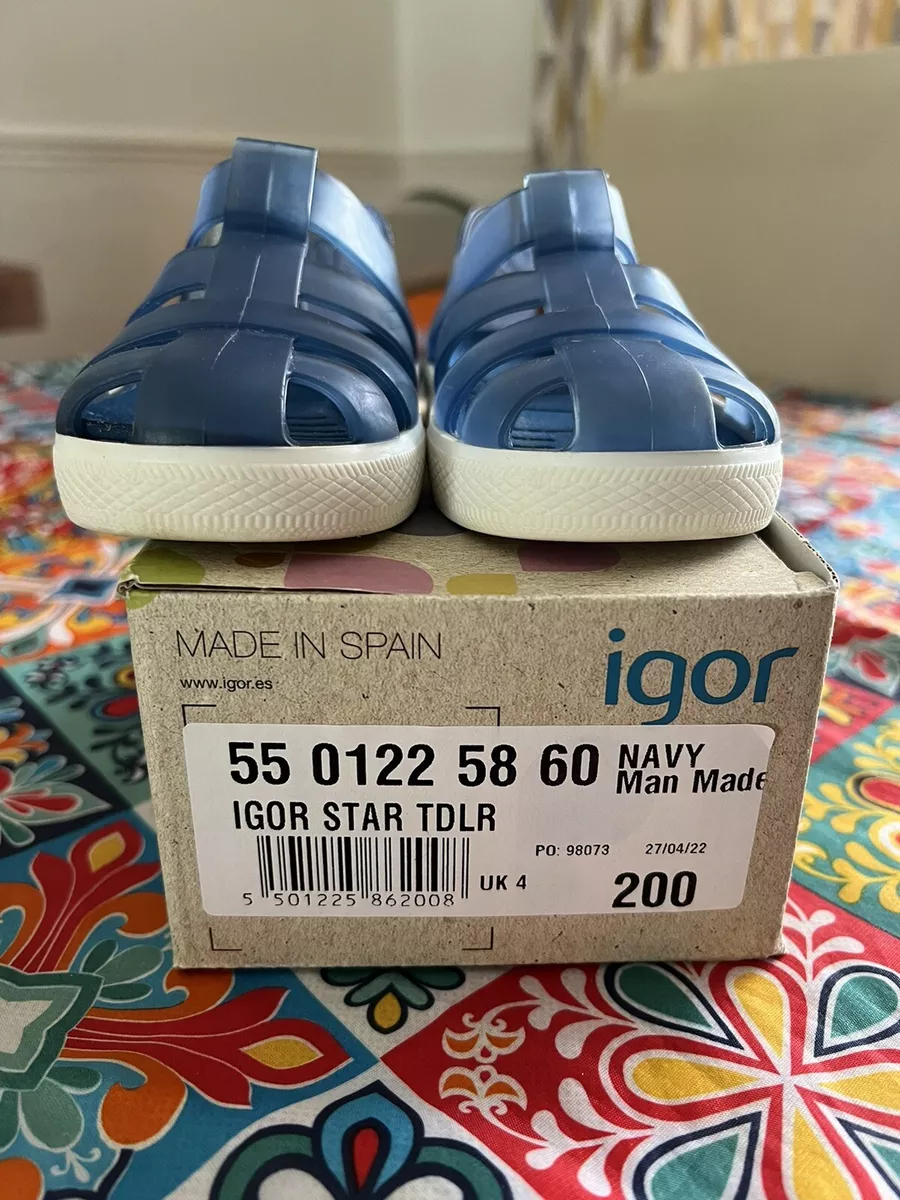 MADE IN SPAIN
www.igor.es
igor
55 0122 58 60 NAVY
Man Made
IGOR STAR TDLR
PO: 98073 27/04/22
5 501225 862008
UK 4
200